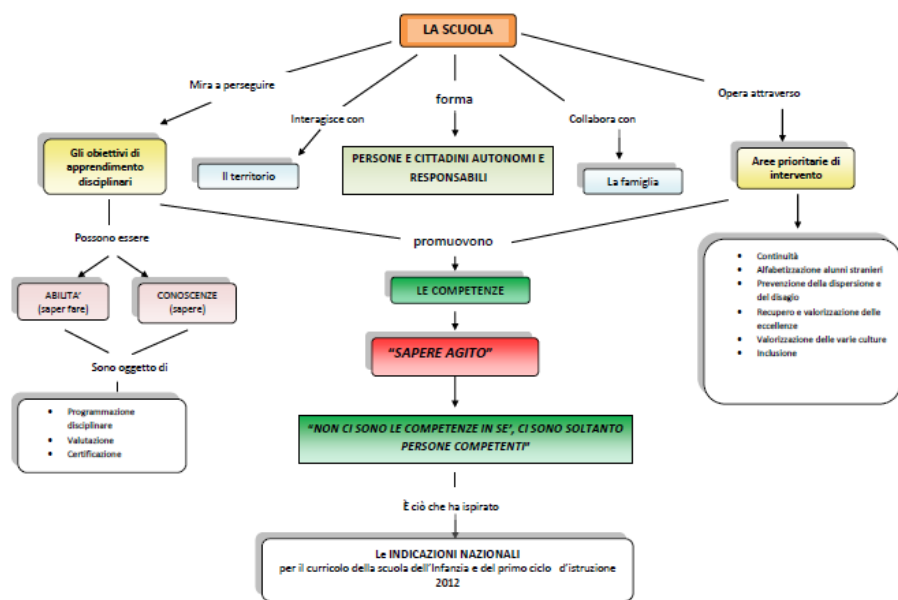 LA SCUOLA
Mira a perseguire
Interagisce con
forma
Collabora con
Opera attraverso
Gli obiettivi di
apprendimento
disciplinari
Il territorio
PERSONE E CITTADINI AUTONOMI E
RESPONSABILI
La famiglia
Aree prioritarie di
intervento
Possono essere
promuovono
ABILITA'
(saper fare)
CONOSCENZE
(sapere)
LE COMPETENZE
• Continuità
• Alfabetizzazione alunni stranieri
• Prevenzione della dispersione e
del disagio
• Recupero e valorizzazione delle
eccellenze
• Valorizzazione delle varie culture
• Inclusione
"SAPERE AGITO"
Sono oggetto di
• Programmazione
disciplinare
• Valutazione
• Certificazione
"NON CI SONO LE COMPETENZE IN SE', CI SONO SOLTANTO
PERSONE COMPETENTI"
È ciò che ha ispirato
Le INDICAZIONI NAZIONALI
per il curricolo della scuola dell'Infanzia e del primo ciclo d'istruzione
2012